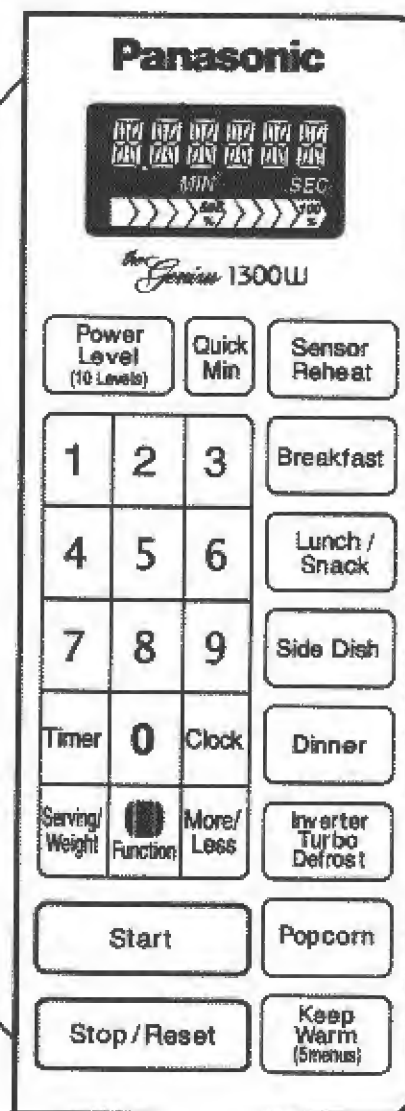 Panasonic
MIN SEC
the Genius 1300W
Power
Level
(10 Levels)
Quick
Min
Sensor
Reheat
1 2 3
Breakfast
4 5 6
Lunch /
Snack
7 8 9
Side Dish
Timer 0 Clock
Dinner
Serving/
Weight
Function
More/
Less
Inverter
Turbo
Defrost
Start
Popcorn
Stop/Reset
Keep
Warm
(5menus)